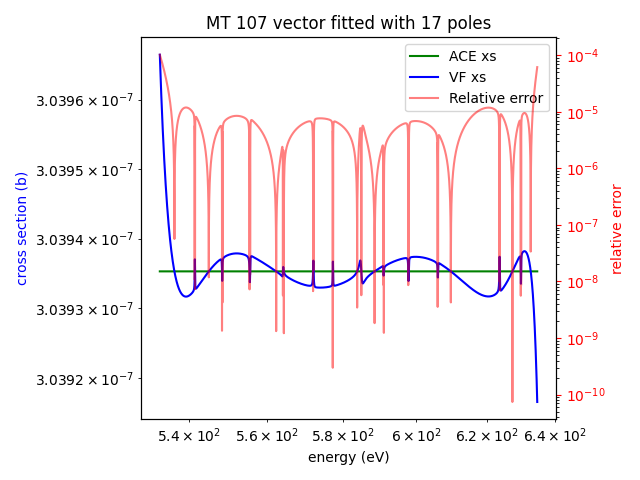 MT 107 vector fitted with 17 poles
ACE xs
VF xs
Relative error
3.0396 × 10⁻⁷
3.0395 × 10⁻⁷
3.0394 × 10⁻⁷
3.0393 × 10⁻⁷
3.0392 × 10⁻⁷
cross section (b)
10⁻⁴
10⁻⁵
10⁻⁶
10⁻⁷
10⁻⁸
10⁻⁹
10⁻¹⁰
relative error
5.4 × 10² 5.6 × 10² 5.8 × 10² 6 × 10² 6.2 × 10² 6.4 × 10²
energy (eV)